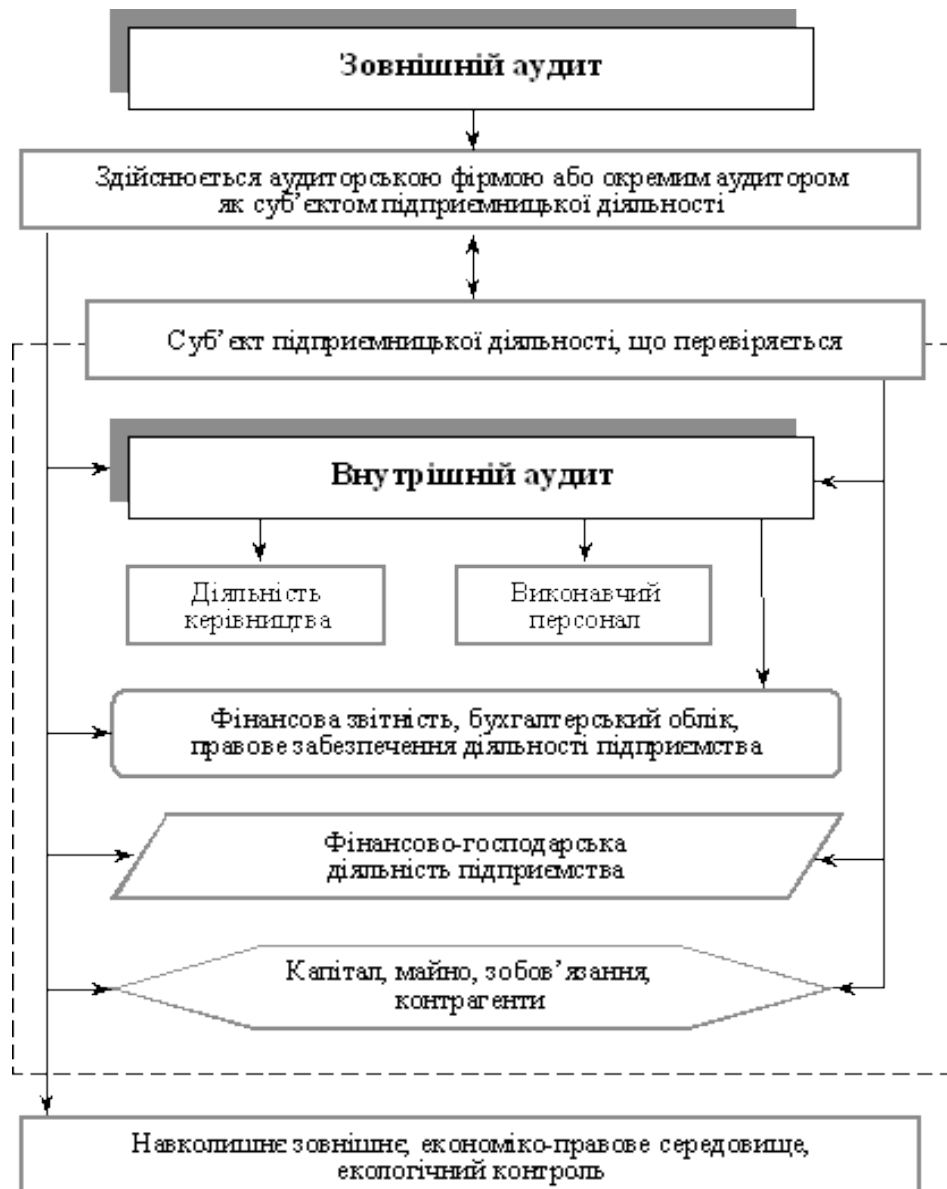 Зовнішній аудит
Здійснюється аудиторською фірмою або окремим аудитором
як суб’єктом підприємницької діяльності
Суб’єкт підприємницької діяльності, що перевіряється
Внутрішній аудит
Діяльність
керівництва
Виконавчий
персонал
Фінансова звітність, бухгалтерський облік,
правове забезпечення діяльності підприємства
Фінансово-господарська
діяльність підприємства
Капітал, майно, зобов’язання,
контрагенти
Навколишнє зовнішнє, економіко-правове середовище,
екологічний контроль